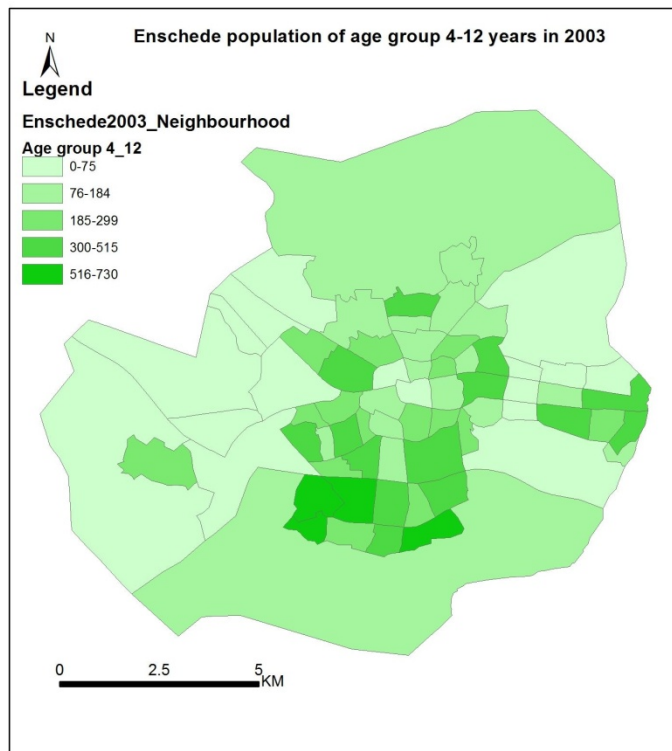 Enschede population of age group 4-12 years in 2003
N
Legend
Enschede2003_Neighbourhood
Age group 4_12
0-75
76-184
185-299
300-515
516-730
0 2.5 5
KM